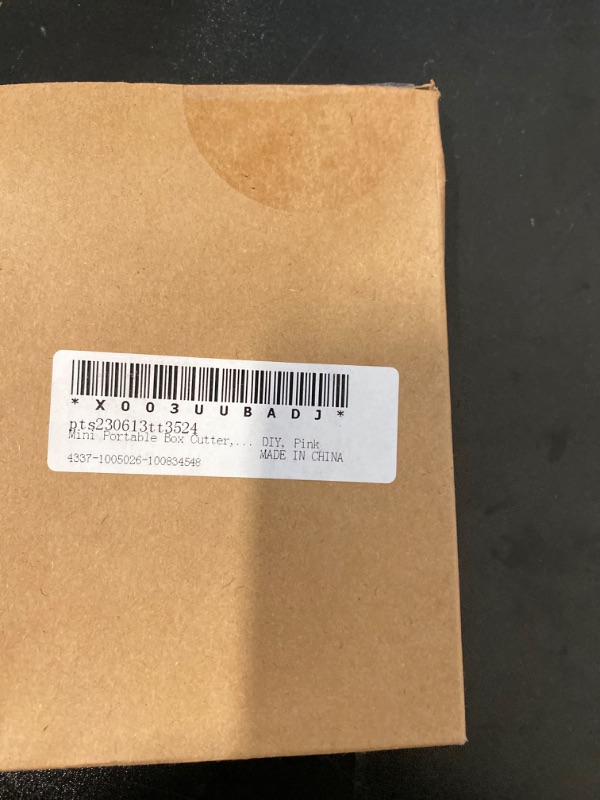 *X003UUBADJ*
pts230613tt3524
Mini Portable Box Cutter,... DIY, Pink
4337-1005026-100834548 MADE IN CHINA